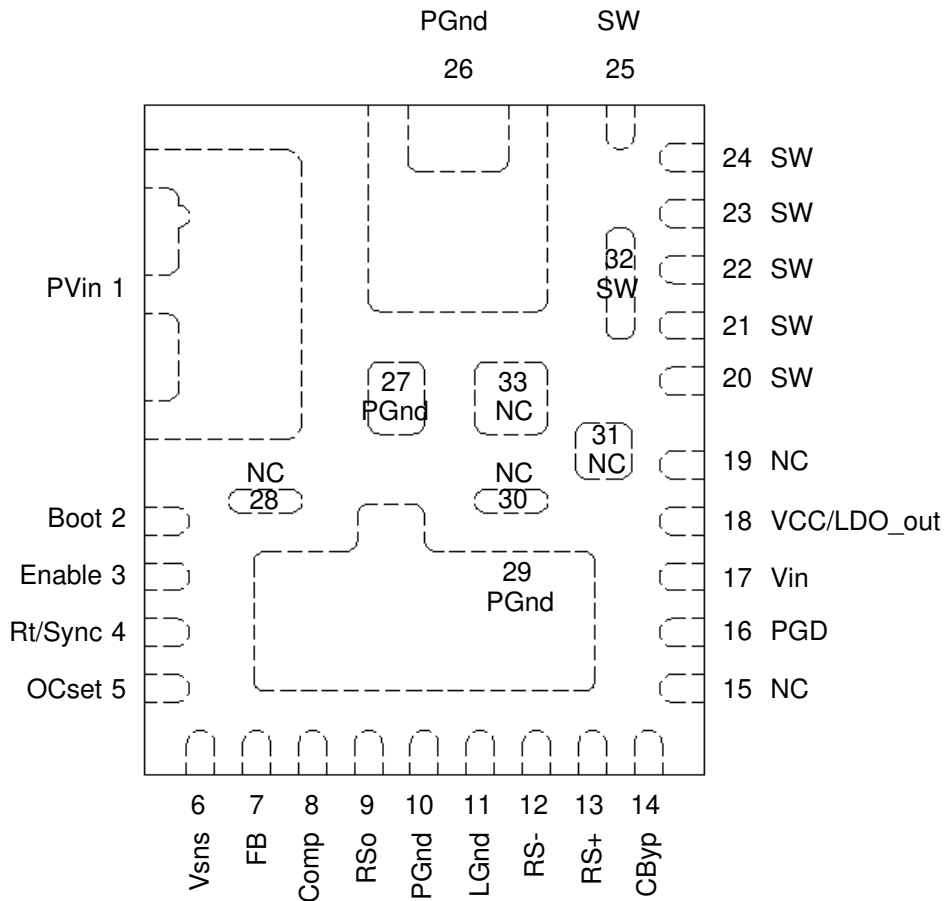 PGnd SW
26 25
24 SW
23 SW
32
SW
22 SW
PVin 1
21 SW
27
PGnd
33
NC
20 SW
31
NC
19 NC
NC
28
NC
30
Boot 2
18 VCC/LDO_out
Enable 3
29
PGnd
17 Vin
Rt/Sync 4
16 PGD
OCset 5
15 NC
6 7 8 9 10 11 12 13 14
Vsns FB Comp RSo PGnd LGnd RS- RS+ CByp